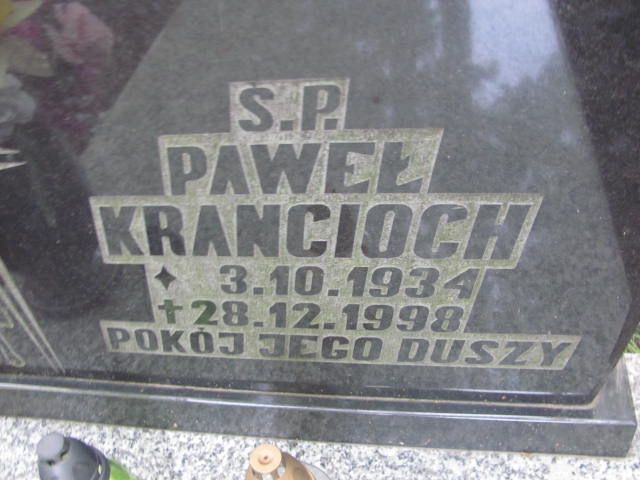 S.P.
PAWEŁ
KRANCIOCH
✦ 3.10.1934
✝ 28.12.1998
POKÓJ JEGO DUSZY